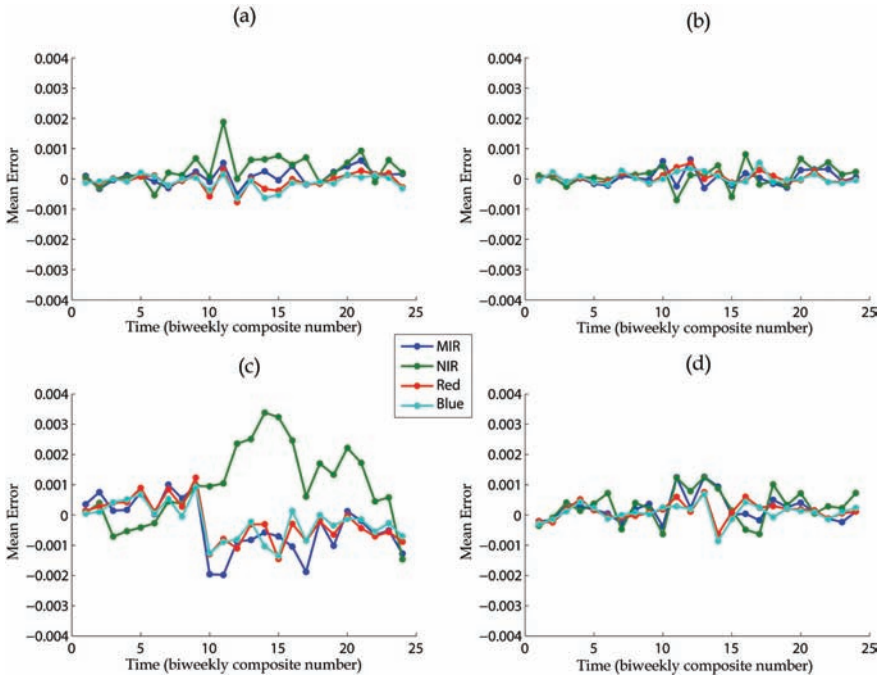 (a)
0.004
0.003
0.002
0.001
0
−0.001
−0.002
−0.003
−0.004
Mean Error
0 5 10 15 20 25
Time (biweekly composite number)
(b)
0.004
0.003
0.002
0.001
0
−0.001
−0.002
−0.003
−0.004
Mean Error
0 5 10 15 20 25
Time (biweekly composite number)
MIR
NIR
Red
Blue
(c)
0.004
0.003
0.002
0.001
0
−0.001
−0.002
−0.003
−0.004
Mean Error
0 5 10 15 20 25
Time (biweekly composite number)
(d)
0.004
0.003
0.002
0.001
0
−0.001
−0.002
−0.003
−0.004
Mean Error
0 5 10 15 20 25
Time (biweekly composite number)